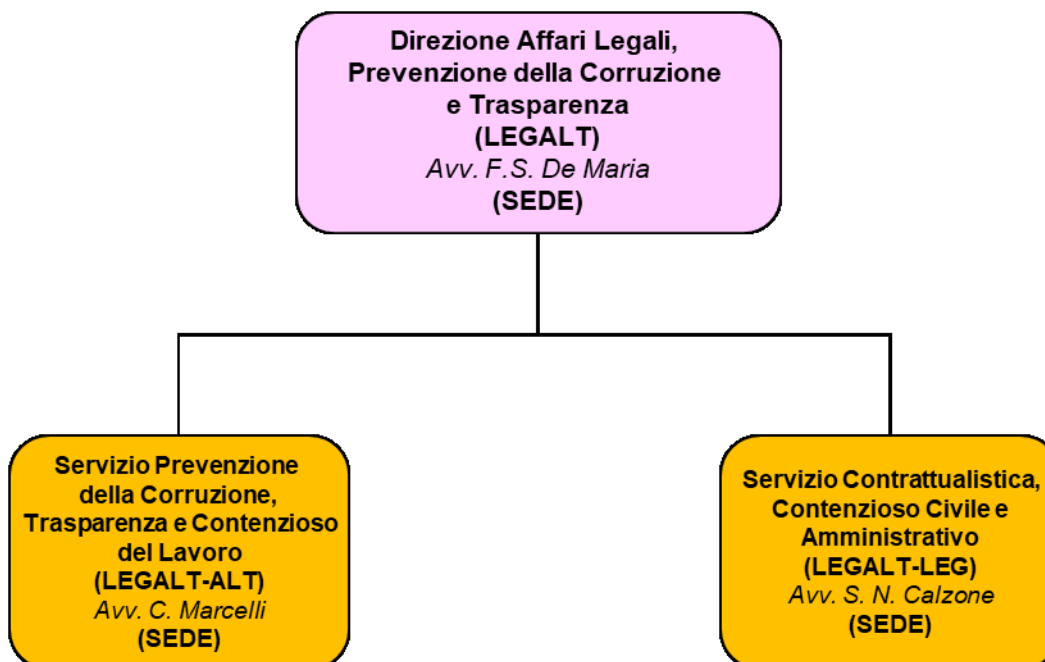 Direzione Affari Legali,
Prevenzione della Corruzione
e Trasparenza
(LEGALT)
Avv. F.S. De Maria
(SEDE)
Servizio Prevenzione
della Corruzione,
Trasparenza e Contenzioso
del Lavoro
(LEGALT-ALT)
Avv. C. Marcelli
(SEDE)
Servizio Contrattualistica,
Contenzioso Civile e
Amministrativo
(LEGALT-LEG)
Avv. S. N. Calzone
(SEDE)